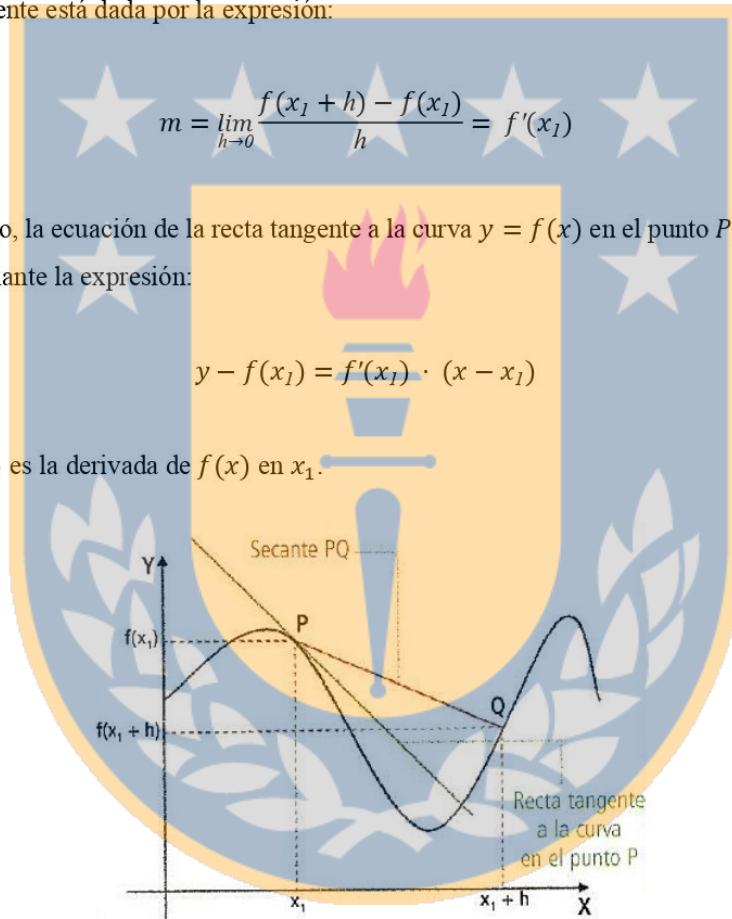 ente está dada por la expresión:
m = lim h→0 f(x₁ + h) − f(x₁) / h = f′(x₁)
o, la ecuación de la recta tangente a la curva y = f(x) en el punto P
ante la expresión:
y − f(x₁) = f′(x₁) · (x − x₁)
es la derivada de f(x) en x₁.
Secante PQ
Y
P
f(x₁)
Q
f(x₁ + h)
Recta tangente
a la curva
en el punto P
x₁
x₁ + h
X